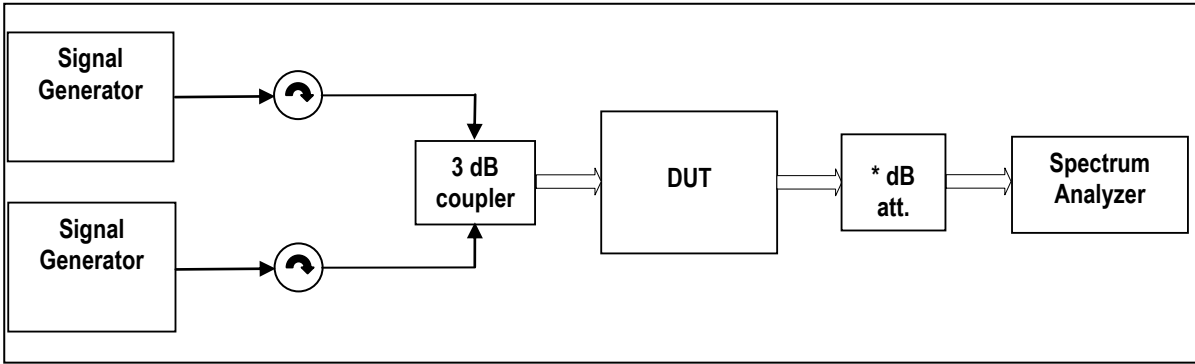 Signal
Generator
3 dB
coupler
DUT
* dB
att.
Spectrum
Analyzer
Signal
Generator